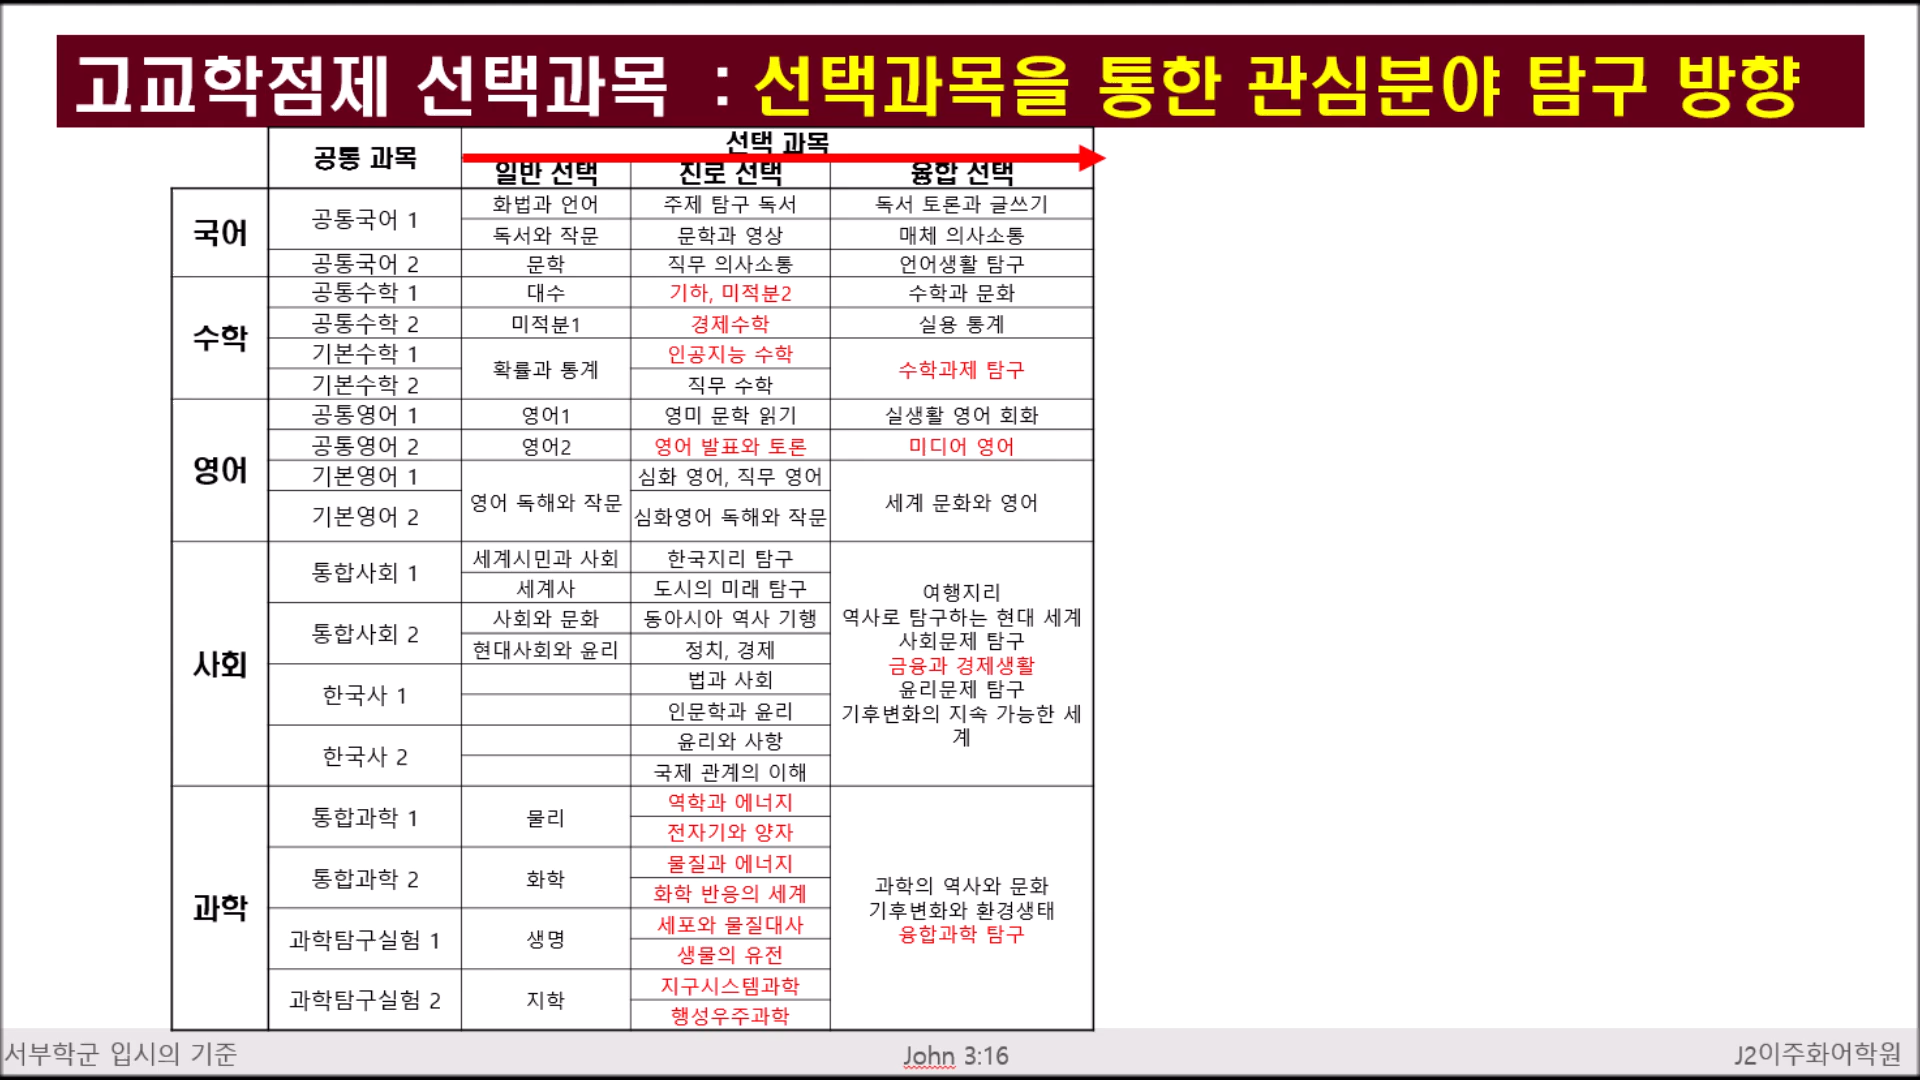 고교학점제 선택과목 : 선택과목을 통한 관심분야 탐구 방향
공통 과목
선택 과목
일반 선택
진로 선택
융합 선택
국어
공통국어 1
화법과 언어
주제 탐구 독서
독서 토론과 글쓰기
독서와 작문
문학과 영상
매체 의사소통
공통국어 2
문학
직무 의사소통
언어생활 탐구
수학
공통수학 1
대수
기하, 미적분2
수학과 문화
공통수학 2
미적분1
경제수학
실용 통계
기본수학 1
확률과 통계
인공지능 수학
수학과제 탐구
기본수학 2
직무 수학
영어
공통영어 1
영어1
영미 문학 읽기
실생활 영어 회화
공통영어 2
영어2
영어 발표와 토론
미디어 영어
기본영어 1
영어 독해와 작문
심화 영어, 직무 영어
세계 문화와 영어
기본영어 2
심화영어 독해와 작문
사회
통합사회 1
세계시민과 사회
한국지리 탐구
세계사
도시의 미래 탐구
통합사회 2
사회와 문화
동아시아 역사 기행
현대사회와 윤리
정치, 경제
한국사 1
법과 사회
인문학과 윤리
한국사 2
윤리와 사항
국제 관계의 이해
여행지리
역사로 탐구하는 현대 세계
사회문제 탐구
금융과 경제생활
윤리문제 탐구
기후변화의 지속 가능한 세
계
과학
통합과학 1
물리
역학과 에너지
전자기와 양자
통합과학 2
화학
물질과 에너지
화학 반응의 세계
과학탐구실험 1
생명
세포와 물질대사
생물의 유전
과학탐구실험 2
지학
지구시스템과학
행성우주과학
과학의 역사와 문화
기후변화와 환경생태
융합과학 탐구
서부학군 입시의 기준
John 3:16
J2이주화어학원